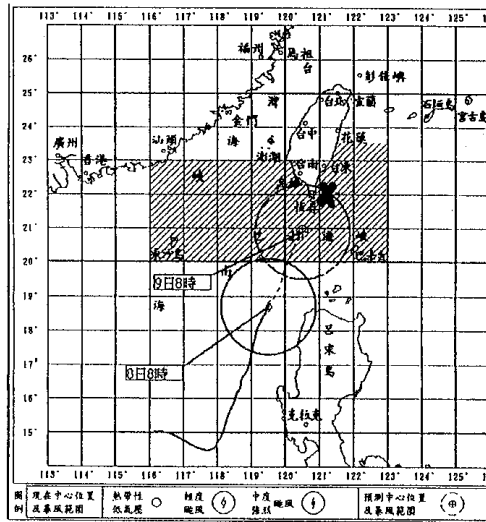 113° 114° 115° 116° 117° 118° 119° 120° 121° 122° 123° 124° 125°
26°
福州 馬祖
台
彭佳嶼
25°
灣
台北 宜蘭
石垣島
宮古島
金門
24°
廣州
汕頭
海
台中
花蓮
澎湖
香港
23°
峽
台南 台東
高雄
22°
恆春
21°
海 峽
東沙島
20°
南
9日8時
19°
海
呂宋島
18°
17°
8日8時
16°
克拉克
15°
113° 114° 115° 116° 117° 118° 119° 120° 121° 122° 123° 124° 125°
圖例
現在中心位置及暴風範圍
熱帶性低氣壓
輕度颱風
中度強烈颱風
預測中心位置及暴風範圍